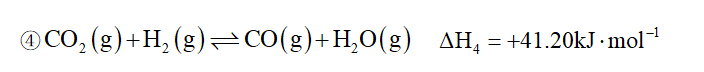 ④CO₂(g)+H₂(g)⇌CO(g)+H₂O(g) ΔH₄ = +41.20kJ·mol⁻¹